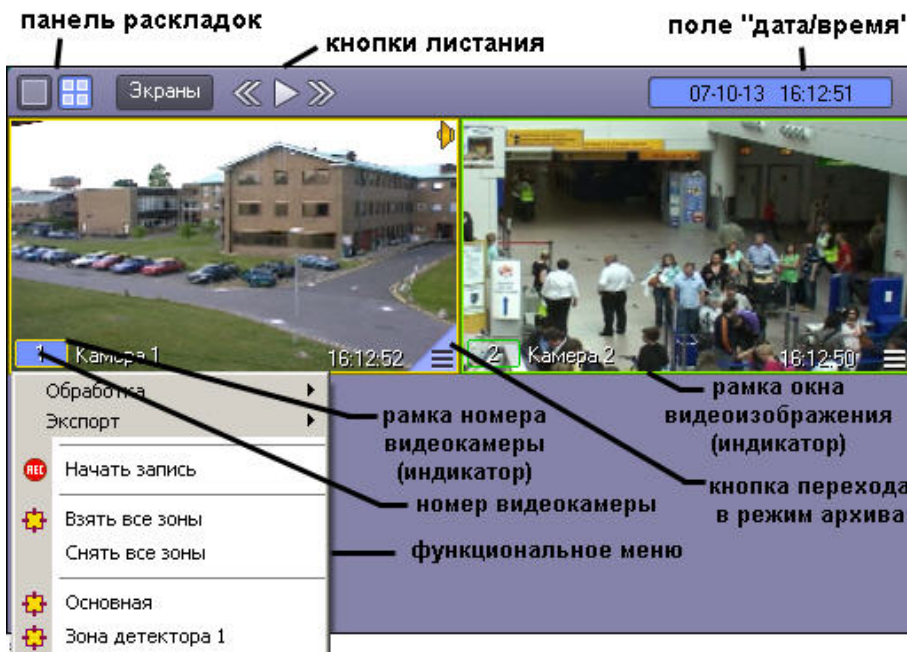 панель раскладок
кнопки листания
поле "дата/время"
Экраны
07-10-13 16:12:51
1 Камера 1 16:12:52
2 Камера 2 16:12:50
Обработка
Экспорт
REC Начать запись
Взять все зоны
Снять все зоны
Основная
Зона детектора 1
рамка номера
видеокамеры
(индикатор)
номер видеокамеры
функциональное меню
рамка окна
видеоизображения
(индикатор)
кнопка перехода
в режим архива